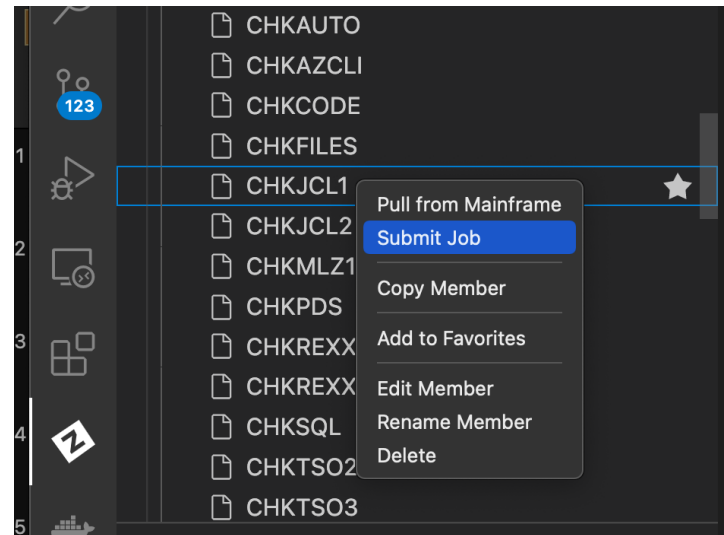 CHKAUTO
CHKAZCLI
123
CHKCODE
1
CHKFILES
CHKJCL1
Pull from Mainframe
CHKJCL2
Submit Job
2
CHKMLZ1
Copy Member
CHKPDS
3
CHKREXX
Add to Favorites
CHKREXX
Edit Member
4
CHKSQL
Rename Member
CHKTSO2
Delete
CHKTSO3
5